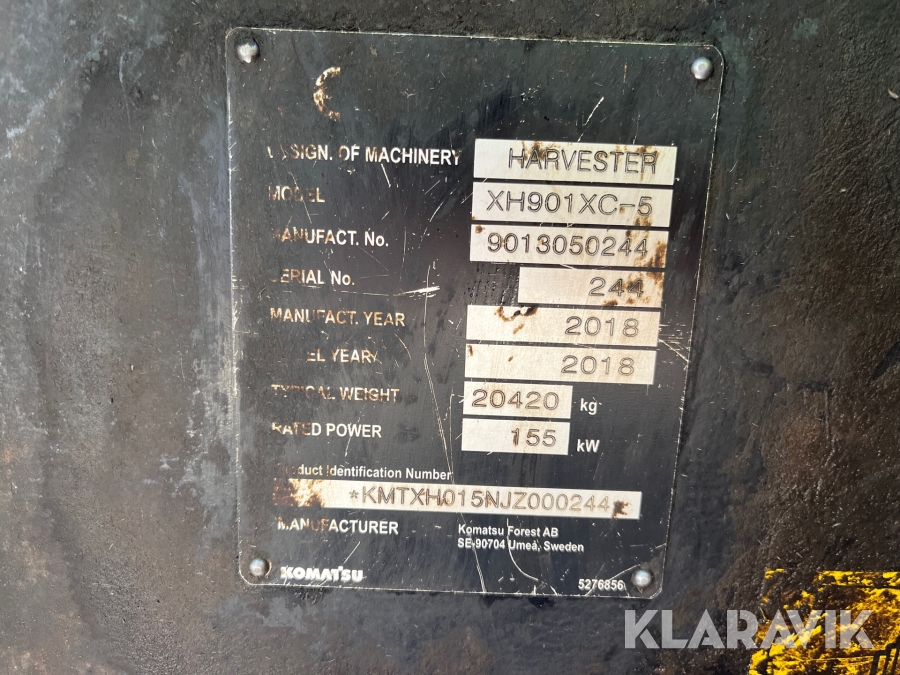 SIGN. OF MACHINERY HARVESTER
MODEL XH901XC-5
MANUFACT. No. 9013050244
SERIAL No. 244
MANUFACT. YEAR 2018
EL YEAR 2018
TYPICAL WEIGHT 20420 kg
RATED POWER 155 kW
Product Identification Number
*KMTXH015NJZ000244*
MANUFACTURER Komatsu Forest AB
SE-90704 Umeå, Sweden
KOMATSU 5276856
KLARAVIK